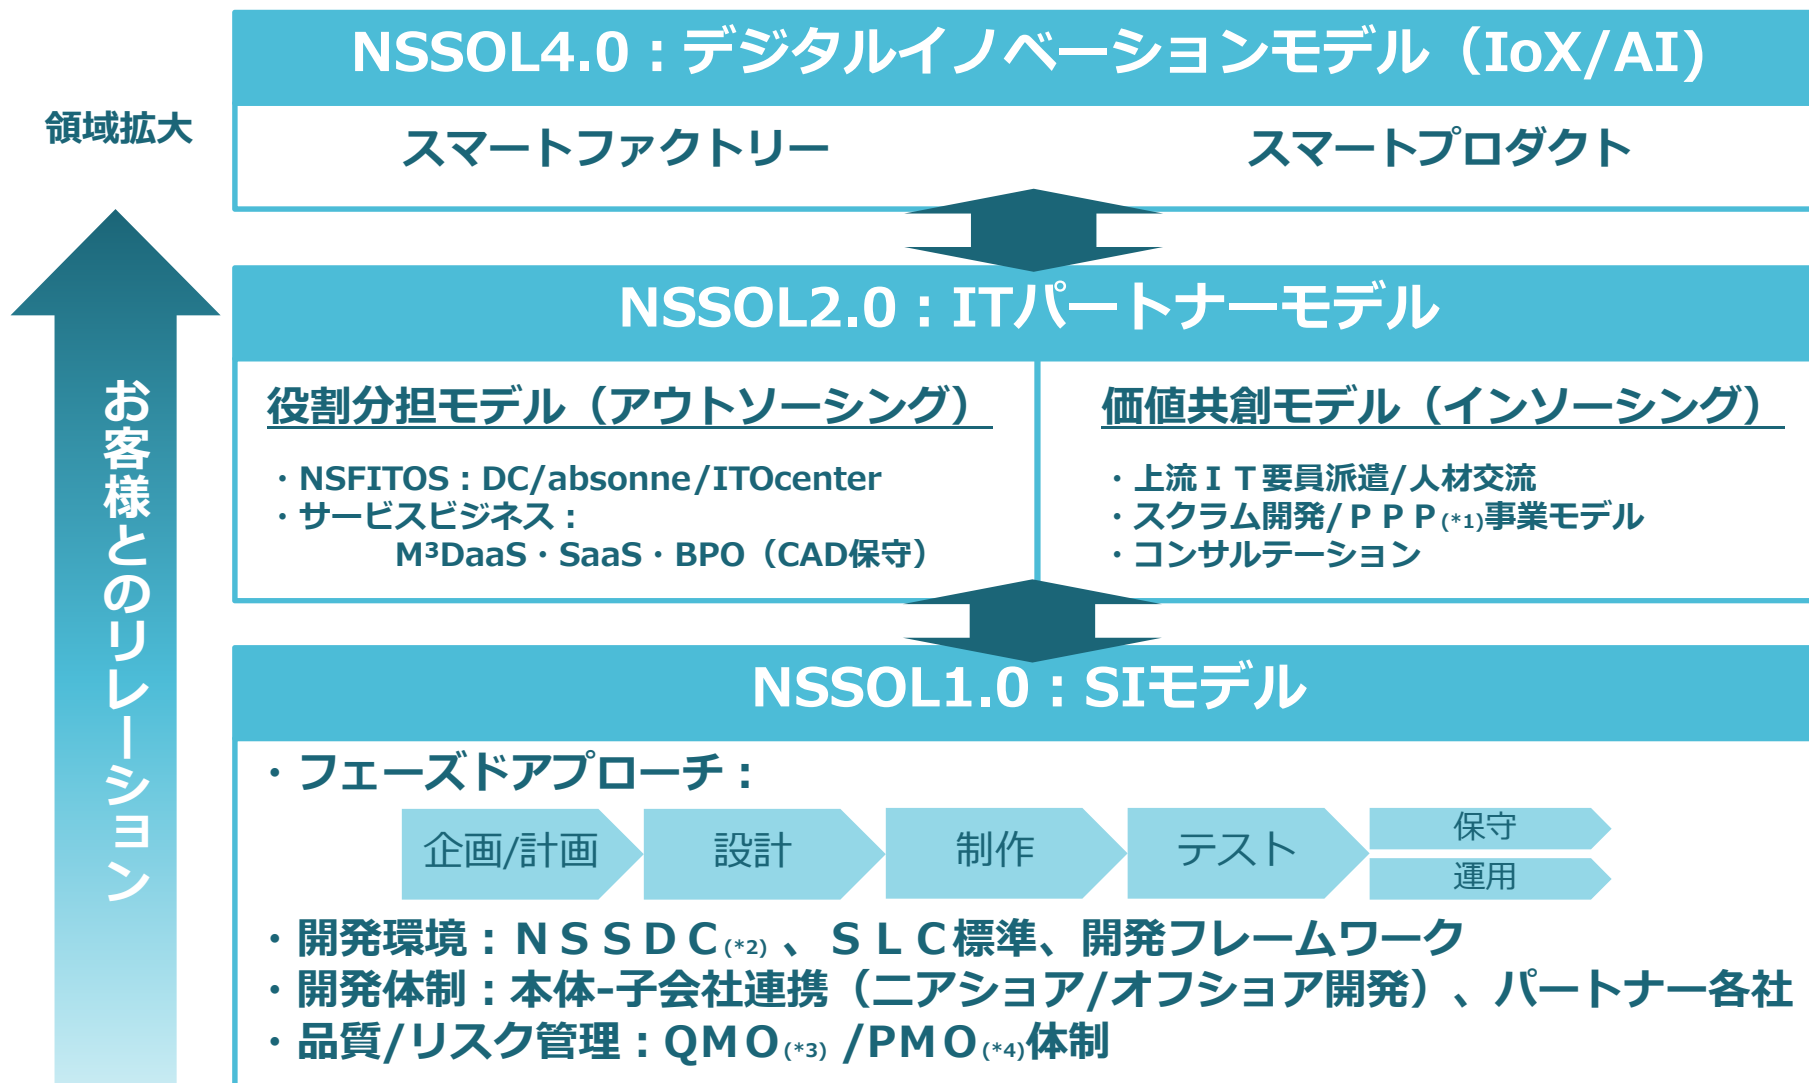 NSSOL4.0：デジタルイノベーションモデル（IoX/AI)
領域拡大
スマートファクトリー
スマートプロダクト
お客様とのリレーション
NSSOL2.0：ITパートナーモデル
役割分担モデル（アウトソーシング）
・NSFITOS：DC/absonne/ITOcenter
・サービスビジネス：
M³DaaS・SaaS・BPO（CAD保守）
価値共創モデル（インソーシング）
・上流ＩＴ要員派遣/人材交流
・スクラム開発/ＰＰＰ(*1)事業モデル
・コンサルテーション
NSSOL1.0：SIモデル
・フェーズドアプローチ：
企画/計画
設計
制作
テスト
保守
運用
・開発環境：ＮＳＳＤＣ(*2)、ＳＬＣ標準、開発フレームワーク
・開発体制：本体-子会社連携（ニアショア/オフショア開発）、パートナー各社
・品質/リスク管理：QMO(*3) /PMO(*4)体制